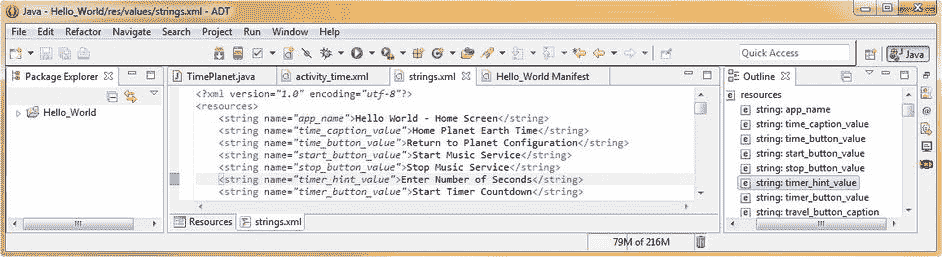 Java - Hello_World/res/values/strings.xml - ADT
File Edit Refactor Navigate Search Project Run Window Help
Quick Access
Java
Package Explorer
Hello_World
TimePlanet.java
activity_time.xml
strings.xml
Hello_World Manifest
<?xml version="1.0" encoding="utf-8"?>
<resources>
<string name="app_name">Hello World - Home Screen</string>
<string name="time_caption_value">Home Planet Earth Time</string>
<string name="time_button_value">Return to Planet Configuration</string>
<string name="start_button_value">Start Music Service</string>
<string name="stop_button_value">Stop Music Service</string>
<string name="timer_hint_value">Enter Number of Seconds</string>
<string name="timer_button_value">Start Timer Countdown</string>
Resources
strings.xml
Outline
resources
string: app_name
string: time_caption_value
string: time_button_value
string: start_button_value
string: stop_button_value
string: timer_hint_value
string: timer_button_value
string: travel_button_caption
79M of 216M